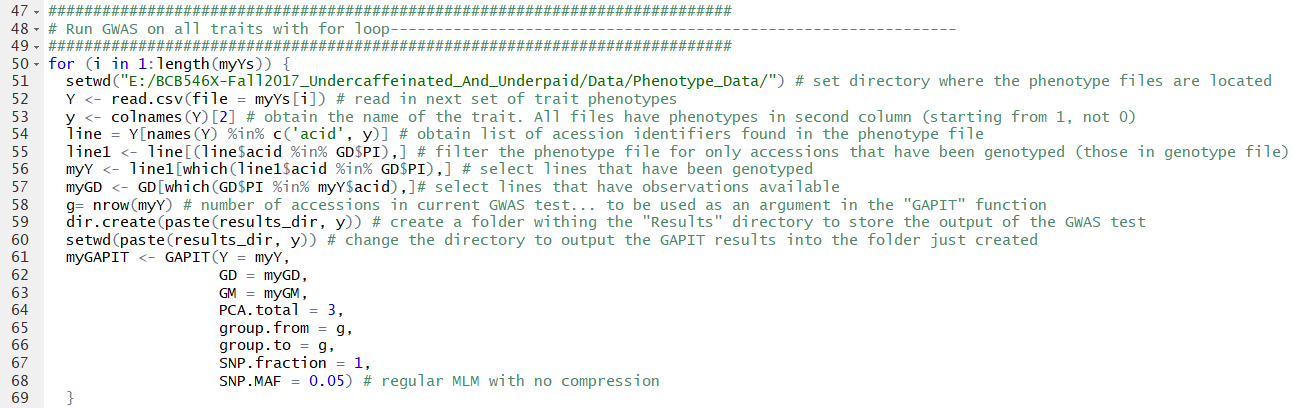 47 ############################################################################
48 # Run GWAS on all traits with for loop---------------------------------------------------------------
49 ############################################################################
50 for (i in 1:length(myYs)) {
51 setwd("E:/BCB546X-Fall2017_Undercaffeinated_And_Underpaid/Data/Phenotype_Data/") # set directory where the phenotype files are located
52 Y <- read.csv(file = myYs[i]) # read in next set of trait phenotypes
53 y <- colnames(Y)[2] # obtain the name of the trait. All files have phenotypes in second column (starting from 1, not 0)
54 line = Y[names(Y) %in% c('acid', y)] # obtain list of acession identifiers found in the phenotype file
55 line1 <- line[(line$acid %in% GD$PI),] # filter the phenotype file for only accessions that have been genotyped (those in genotype file)
56 myY <- line1[which(line1$acid %in% GD$PI),] # select lines that have been genotyped
57 myGD <- GD[which(GD$PI %in% myY$acid),]# select lines that have observations available
58 g= nrow(myY) # number of accessions in current GWAS test... to be used as an argument in the "GAPIT" function
59 dir.create(paste(results_dir, y)) # create a folder withing the "Results" directory to store the output of the GWAS test
60 setwd(paste(results_dir, y)) # change the directory to output the GAPIT results into the folder just created
61 myGAPIT <- GAPIT(Y = myY,
62 GD = myGD,
63 GM = myGM,
64 PCA.total = 3,
65 group.from = g,
66 group.to = g,
67 SNP.fraction = 1,
68 SNP.MAF = 0.05) # regular MLM with no compression
69 }